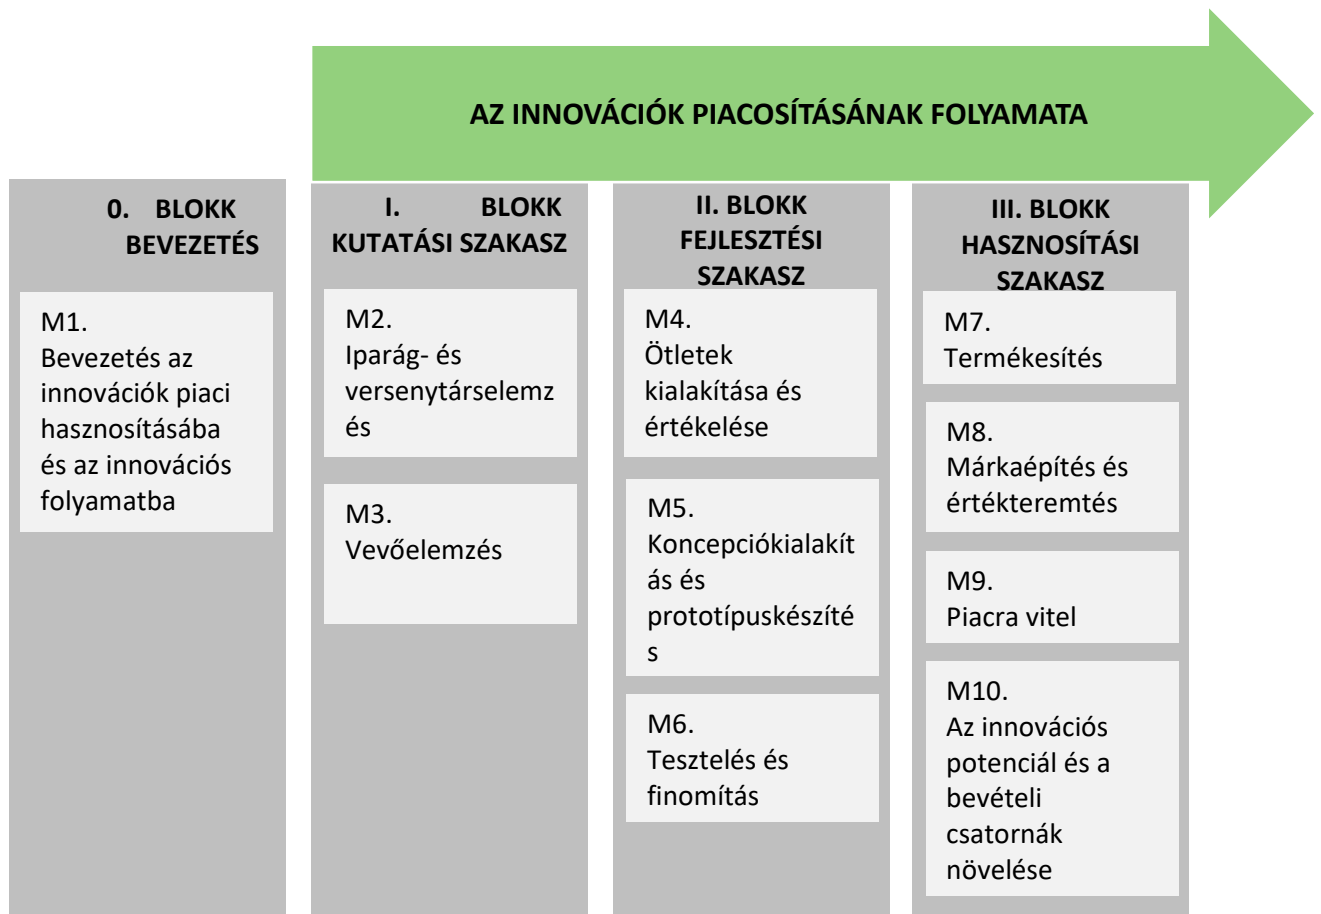 AZ INNOVÁCIÓK PIACOSÍTÁSÁNAK FOLYAMATA
0. BLOKK
BEVEZETÉS
M1.
Bevezetés az
innovációk piaci
hasznosításába
és az innovációs
folyamatba
I. BLOKK
KUTATÁSI SZAKASZ
M2.
Iparág- és
versenytárselemz
és
M3.
Vevőelemzés
II. BLOKK
FEJLESZTÉSI
SZAKASZ
M4.
Ötletek
kialakítása és
értékelése
M5.
Koncepciókialakít
ás és
prototípuskészíté
s
M6.
Tesztelés és
finomítás
III. BLOKK
HASZNOSÍTÁSI
SZAKASZ
M7.
Termékesítés
M8.
Márkaépítés és
értékteremtés
M9.
Piacra vitel
M10.
Az innovációs
potenciál és a
bevételi
csatornák
növelése